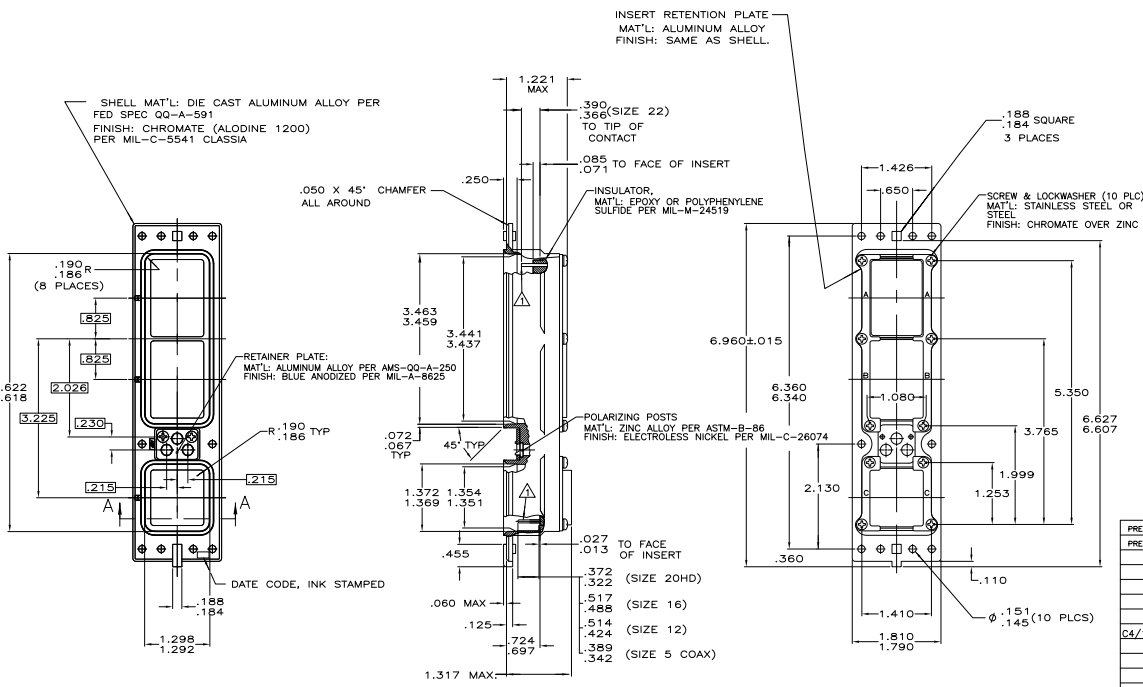 INSERT RETENTION PLATE
MAT'L: ALUMINUM ALLOY
FINISH: SAME AS SHELL.
SHELL MAT'L: DIE CAST ALUMINUM ALLOY PER
FED SPEC QQ-A-591
FINISH: CHROMATE (ALODINE 1200)
PER MIL-C-5541 CLASSIA
1.221
MAX
.390
.366 (SIZE 22)
TO TIP OF
CONTACT
.085
.071 TO FACE OF INSERT
.250
.050 X 45° CHAMFER
ALL AROUND
INSULATOR,
MAT'L: EPOXY OR POLYPHENYLENE
SULFIDE PER MIL-M-24519
.188
.184 SQUARE
3 PLACES
1.426
.650
SCREW & LOCKWASHER (10 PLC)
MAT'L: STAINLESS STEEL OR
STEEL
FINISH: CHROMATE OVER ZINC
.190
.186 R
(8 PLACES)
.825
.825
2.026
3.225
.622
.618
.230
.215
.215
A
A
RETAINER PLATE:
MAT'L: ALUMINUM ALLOY PER AMS-QQ-A-250
FINISH: BLUE ANODIZED PER MIL-A-8625
R .190
.186 TYP
DATE CODE, INK STAMPED
.188
.184
1.298
1.292
3.463
3.459
3.441
3.437
1
.072
.067
TYP
45° TYP
POLARIZING POSTS
MAT'L: ZINC ALLOY PER ASTM-B-86
FINISH: ELECTROLESS NICKEL PER MIL-C-26074
1.372
1.369
1.354
1.351
1
.455
.027
.013 TO FACE
OF INSERT
.372
.322 (SIZE 20HD)
.517
.488 (SIZE 16)
.514
.424 (SIZE 12)
.389
.342 (SIZE 5 COAX)
.060 MAX
.125
.724
.697
1.317 MAX.
6.960±.015
6.360
6.340
A
A
B
B
1.080
C
C
2.130
.360
5.350
3.765
6.627
6.607
1.999
1.253
.110
Ø .151
.145 (10 PLCS)
1.410
1.810
1.790
PRE
PRE
C4/